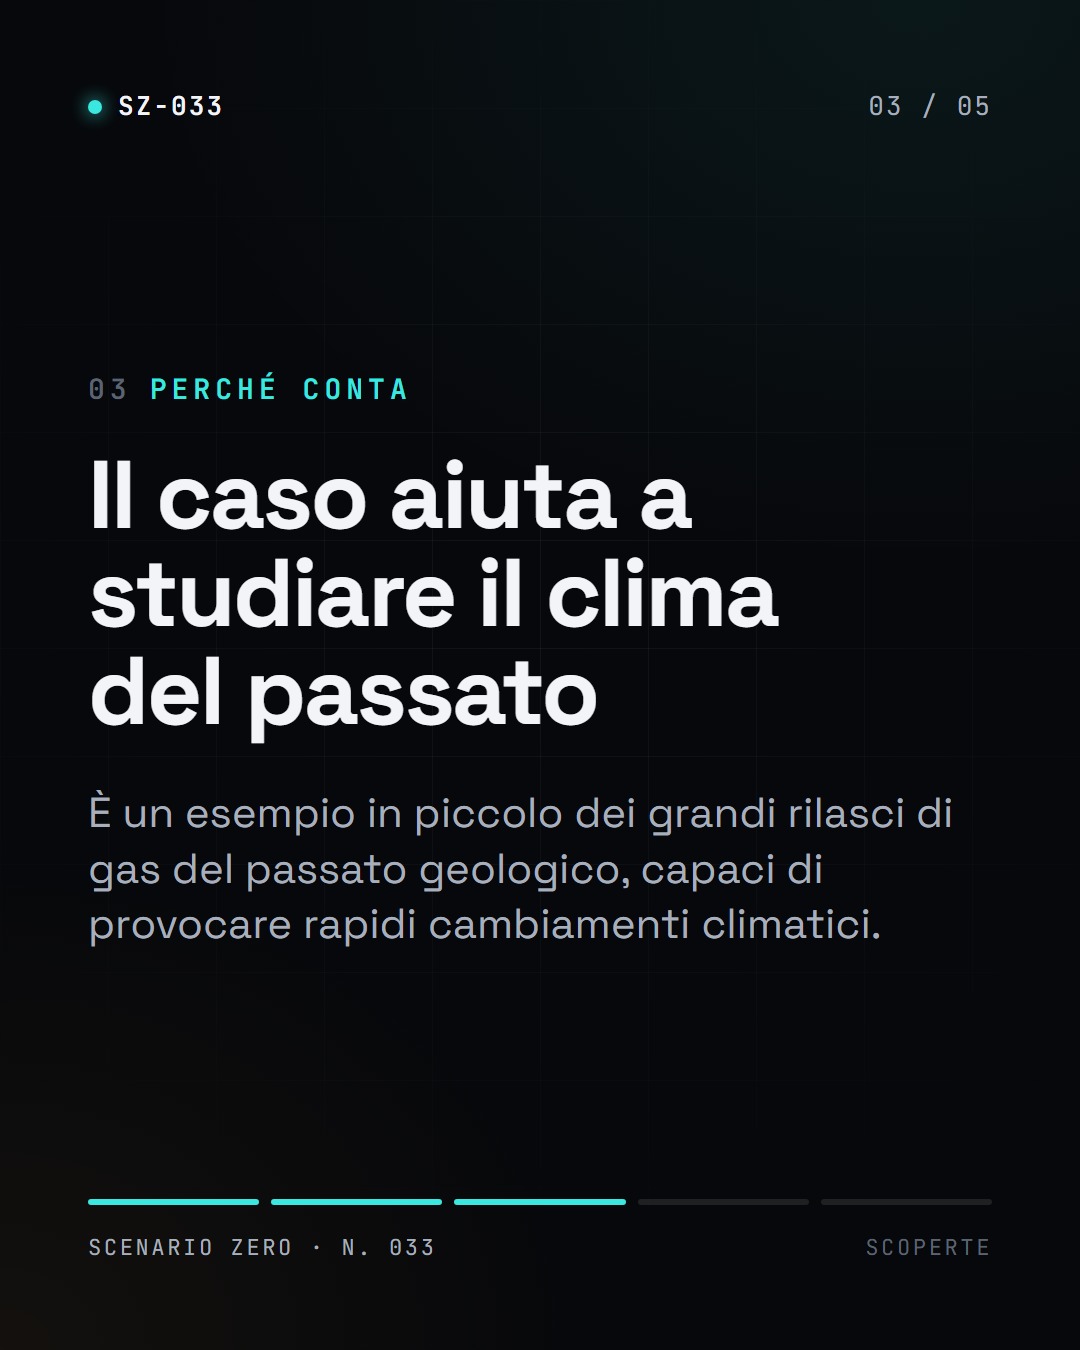 SZ-033
03 / 05
03 PERCHÉ CONTA
Il caso aiuta a
studiare il clima
del passato
È un esempio in piccolo dei grandi rilasci di
gas del passato geologico, capaci di
provocare rapidi cambiamenti climatici.
SCENARIO ZERO · N. 033
SCOPERTE